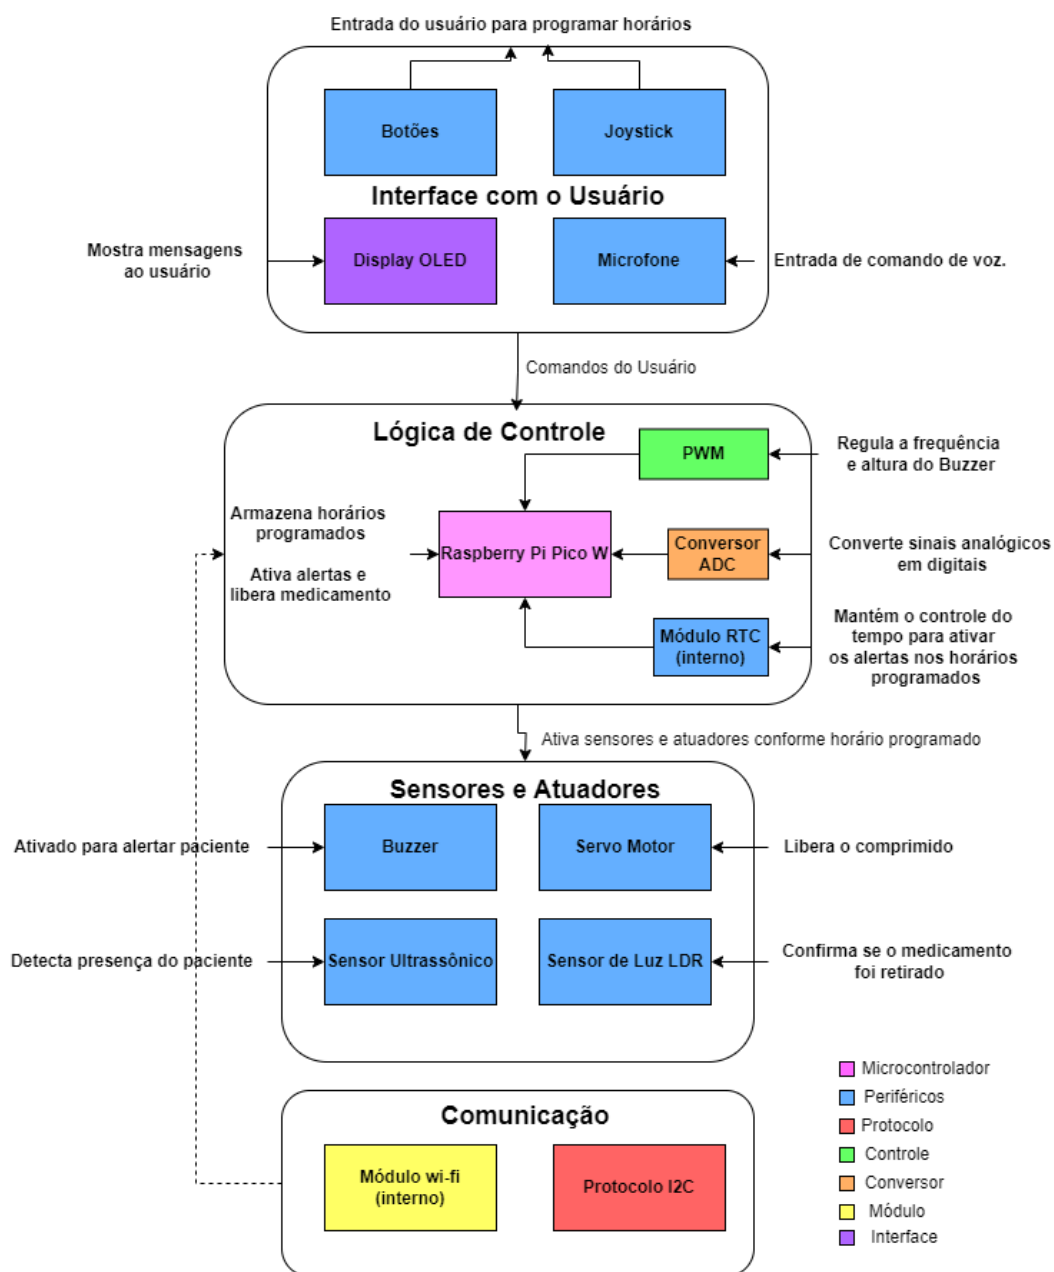 Entrada do usuário para programar horários
Botões
Joystick
Interface com o Usuário
Mostra mensagens
ao usuário
Display OLED
Microfone
Entrada de comando de voz.
Comandos do Usuário
Lógica de Controle
PWM
Regula a frequência
e altura do Buzzer
Armazena horários
programados
Ativa alertas e
libera medicamento
Raspberry Pi Pico W
Conversor
ADC
Converte sinais analógicos
em digitais
Módulo RTC
(interno)
Mantém o controle do
tempo para ativar
os alertas nos horários
programados
Ativa sensores e atuadores conforme horário programado
Sensores e Atuadores
Ativado para alertar paciente
Buzzer
Servo Motor
Libera o comprimido
Detecta presença do paciente
Sensor Ultrassônico
Sensor de Luz LDR
Confirma se o medicamento
foi retirado
Comunicação
Módulo wi-fi
(interno)
Protocolo I2C
Microcontrolador
Periféricos
Protocolo
Controle
Conversor
Módulo
Interface